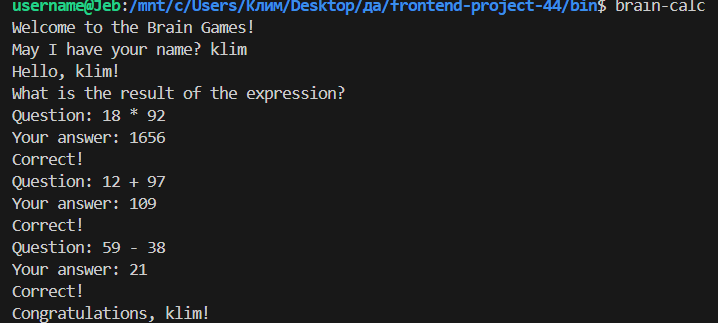 username@Jeb:/mnt/c/Users/Клим/Desktop/да/frontend-project-44/bin$ brain-calc
Welcome to the Brain Games!
May I have your name? klim
Hello, klim!
What is the result of the expression?
Question: 18 * 92
Your answer: 1656
Correct!
Question: 12 + 97
Your answer: 109
Correct!
Question: 59 - 38
Your answer: 21
Correct!
Congratulations, klim!